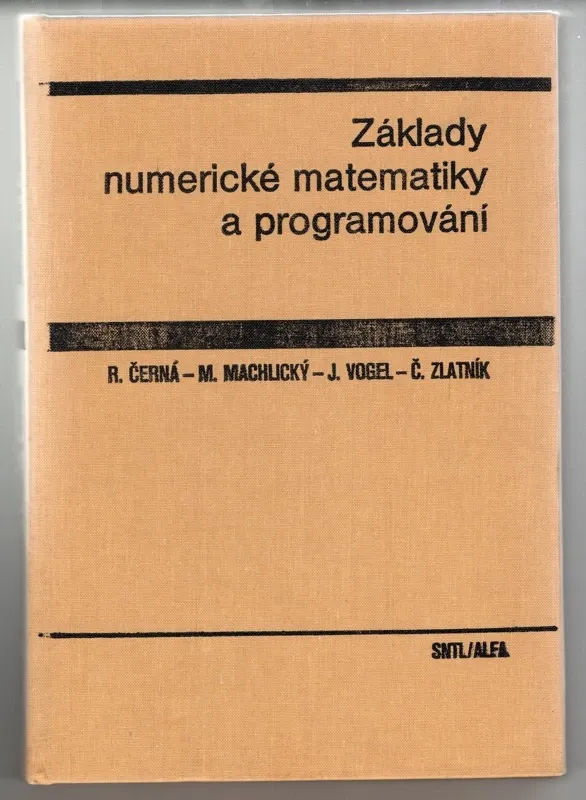 Základy
numerické matematiky
a programování
R. ČERNÁ – M. MACHLICKÝ – J. VOGEL – Č. ZLATNÍK
SNTL/ALFA